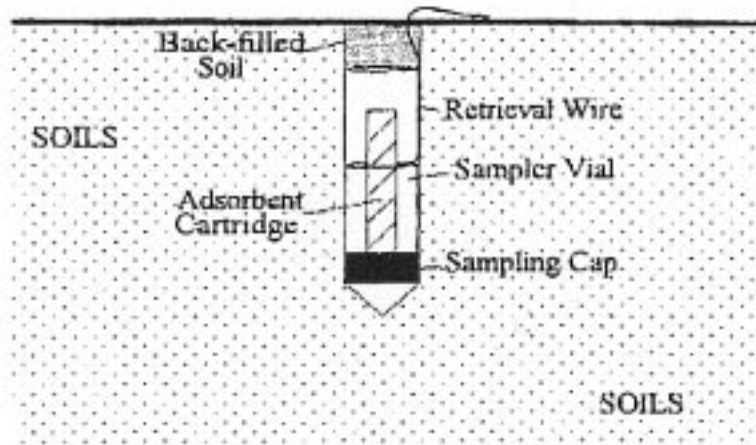 Back-filled
Soil
Retrieval Wire
SOILS
Sampler Vial
Adsorbent
Cartridge
Sampling Cap
SOILS